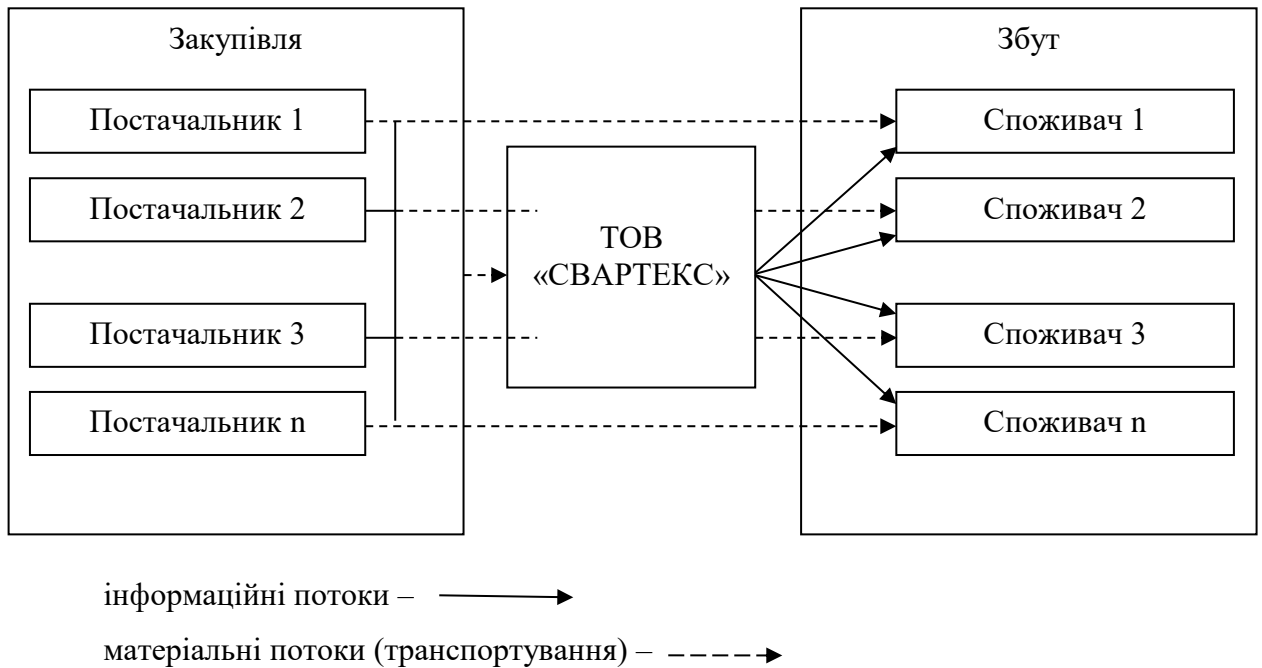 Закупівля
Збут
Постачальник 1
Споживач 1
Постачальник 2
Споживач 2
ТОВ
«СВАРТЕКС»
Постачальник 3
Споживач 3
Постачальник n
Споживач n
інформаційні потоки –
матеріальні потоки (транспортування) –